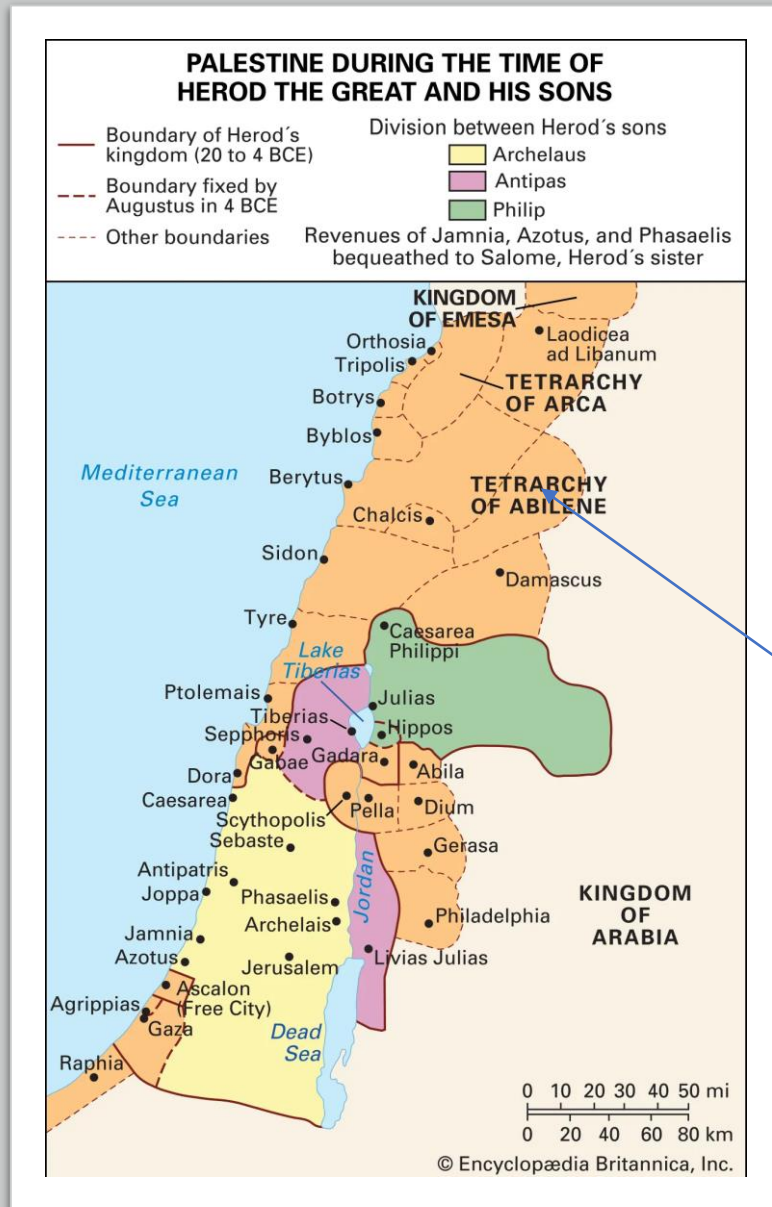 PALESTINE DURING THE TIME OF
HEROD THE GREAT AND HIS SONS
Boundary of Herod´s
kingdom (20 to 4 BCE)
Boundary fixed by
Augustus in 4 BCE
Other boundaries
Division between Herod´s sons
Archelaus
Antipas
Philip
Revenues of Jamnia, Azotus, and Phasaelis
bequeathed to Salome, Herod´s sister
KINGDOM
OF EMESA
Laodicea
ad Libanum
Orthosia
Tripolis
TETRARCHY
OF ARCA
Botrys
Byblos
Mediterranean
Sea
Berytus
TETRARCHY
OF ABILENE
Chalcis
Sidon
Damascus
Tyre
Caesarea
Philippi
Lake
Tiberias
Ptolemais
Julias
Tiberias
Sepphoris
Hippos
Gabae
Gadara
Abila
Dora
Caesarea
Scythopolis
Pella
Dium
Sebaste
Gerasa
Antipatris
Joppa
Phasaelis
Jordan
Archelais
Philadelphia
KINGDOM
OF
ARABIA
Jamnia
Azotus
Jerusalem
Livias Julias
Ascalon
(Free City)
Agrippias
Gaza
Dead
Sea
Raphia
0 10 20 30 40 50 mi
0 20 40 60 80 km
© Encyclopædia Britannica, Inc.